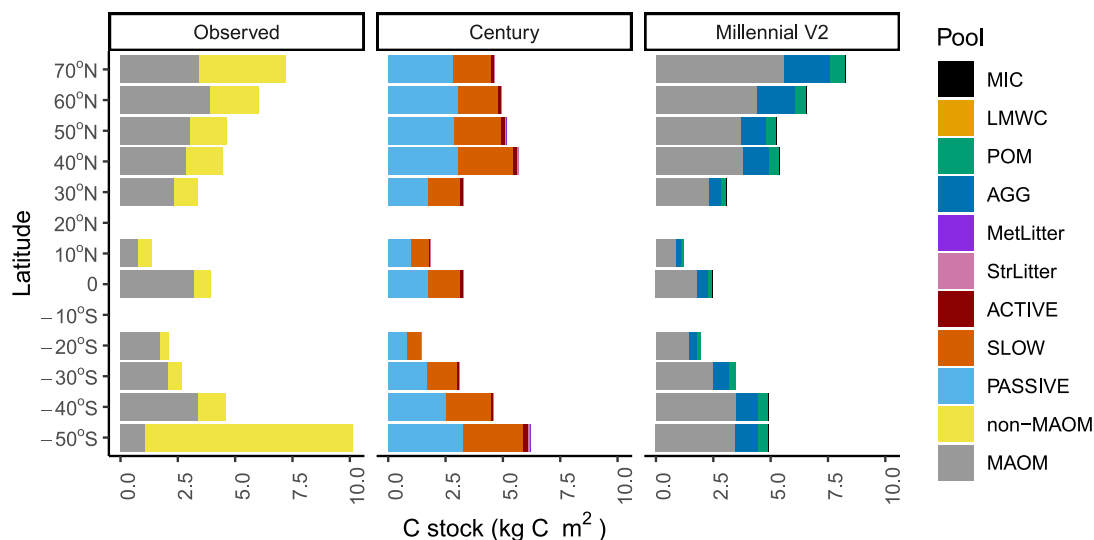 Observed
Century
Millennial V2
Latitude
70°N
60°N
50°N
40°N
30°N
20°N
10°N
0
−10°S
−20°S
−30°S
−40°S
−50°S
0.0 2.5 5.0 7.5 10.0
0.0 2.5 5.0 7.5 10.0
0.0 2.5 5.0 7.5 10.0
C stock (kg C m²)
Pool
MIC
LMWC
POM
AGG
MetLitter
StrLitter
ACTIVE
SLOW
PASSIVE
non−MAOM
MAOM